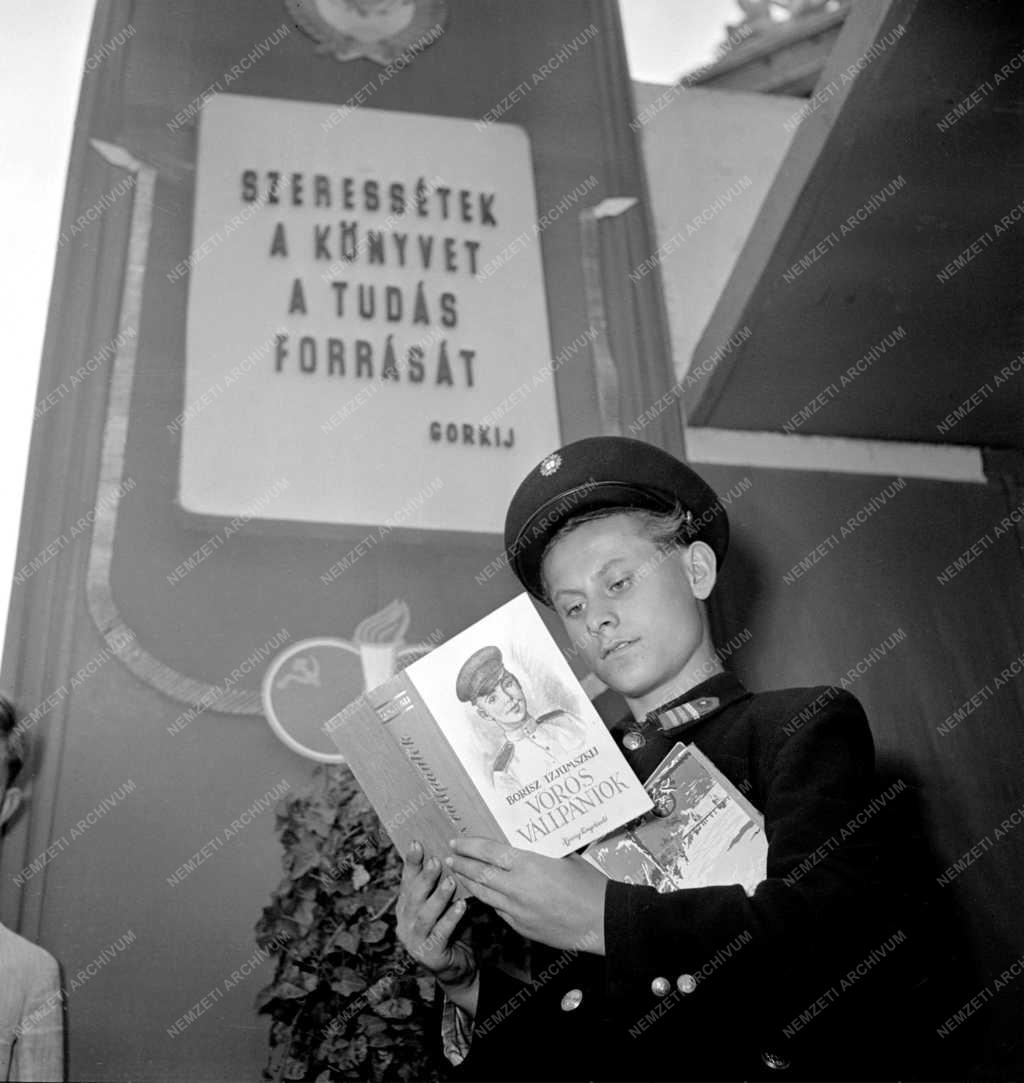 SZERESSÉTEK
A KÖNYVET
A TUDÁS
FORRÁSÁT
GORKIJ
BORISZ IZJUMSZKIJ
VÖRÖS
VÁLLPÁNTOK
NEMZETI ARCHÍVUM